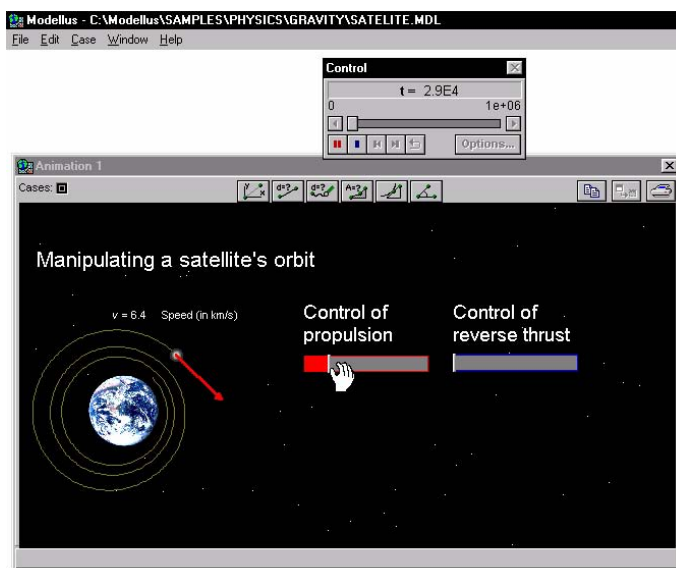 Modellus - C:\Modellus\SAMPLES\PHYSICS\GRAVITY\SATELITE.MDL
File Edit Case Window Help
Control
t = 2.9E4
0 1e+06
Options...
Animation 1
Cases:
Manipulating a satellite's orbit
v = 6.4 Speed (in km/s)
Control of propulsion
Control of reverse thrust